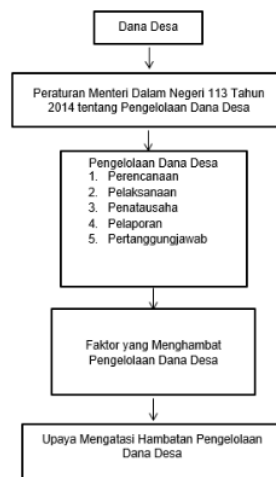 Dana Desa
Peraturan Menteri Dalam Negeri 113 Tahun
2014 tentang Pengelolaan Dana Desa
Pengelolaan Dana Desa
1. Perencanaan
2. Pelaksanaan
3. Penatausaha
4. Pelaporan
5. Pertanggungjawab
Faktor yang Menghambat
Pengelolaan Dana Desa
Upaya Mengatasi Hambatan Pengelolaan
Dana Desa